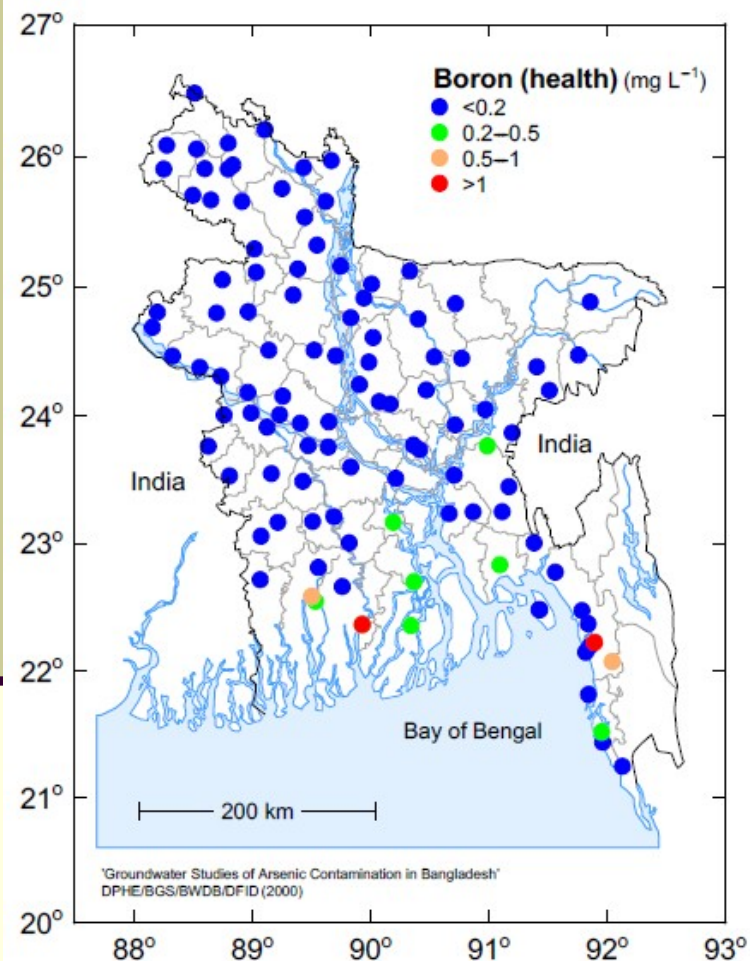 27°
26°
25°
24°
23°
22°
21°
20°
Boron (health) (mg L⁻¹)
<0.2
0.2–0.5
0.5–1
>1
India
India
Bay of Bengal
200 km
'Groundwater Studies of Arsenic Contamination in Bangladesh'
DPHE/BGS/BWDB/DFID (2000)
88° 89° 90° 91° 92° 93°